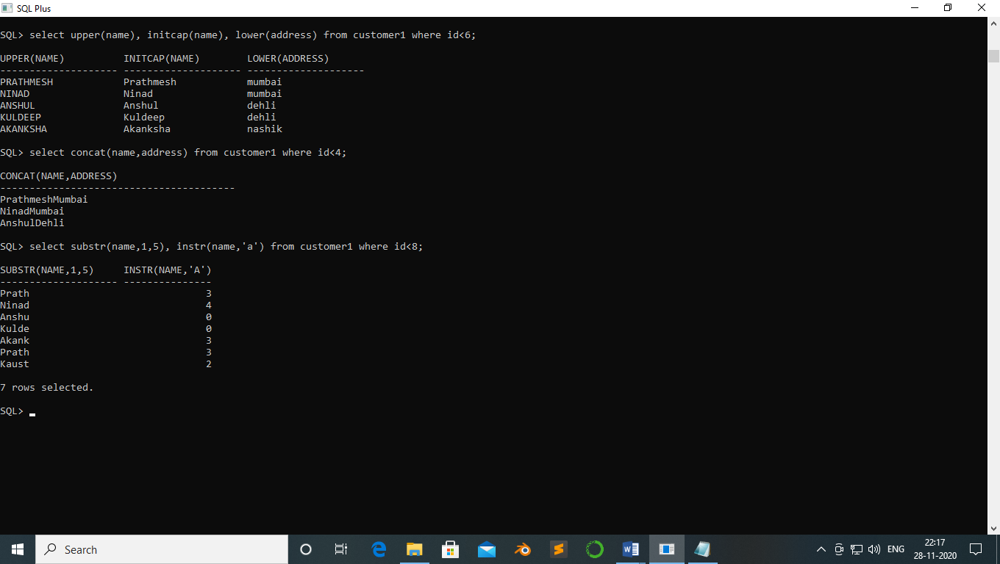 SQL Plus
SQL> select upper(name), initcap(name), lower(address) from customer1 where id<6;
UPPER(NAME)          INITCAP(NAME)        LOWER(ADDRESS)
-------------------- -------------------- --------------------
PRATHMESH            Prathmesh            mumbai
NINAD                Ninad                mumbai
ANSHUL               Anshul               dehli
KULDEEP              Kuldeep              dehli
AKANKSHA             Akanksha             nashik
SQL> select concat(name,address) from customer1 where id<4;
CONCAT(NAME,ADDRESS)
----------------------------------------
PrathmeshMumbai
NinadMumbai
AnshulDehli
SQL> select substr(name,1,5), instr(name,'a') from customer1 where id<8;
SUBSTR(NAME,1,5)     INSTR(NAME,'A')
-------------------- ---------------
Prath                              3
Ninad                              4
Anshu                              0
Kulde                              0
Akank                              3
Prath                              3
Kaust                              2
7 rows selected.
SQL>
Search
ENG
22:17
28-11-2020